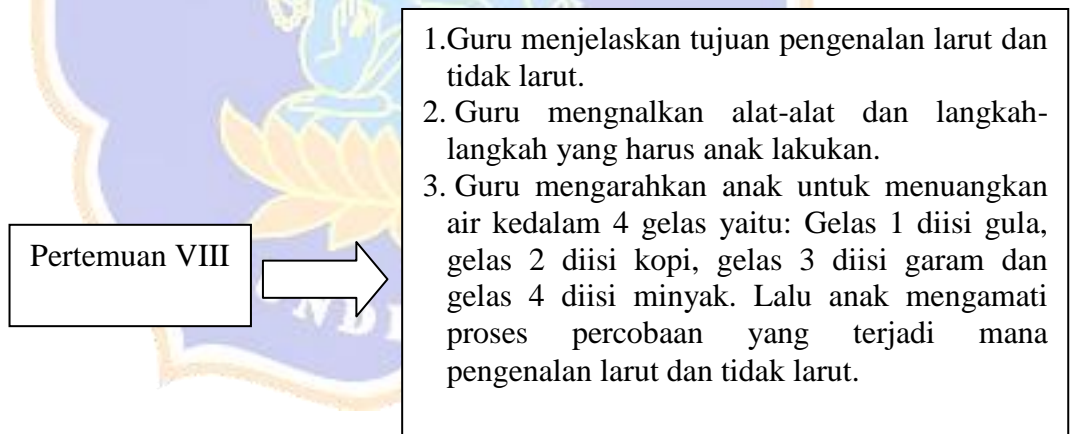 1.Guru menjelaskan tujuan pengenalan larut dan
tidak larut.
2. Guru mengnalkan alat-alat dan langkah-
langkah yang harus anak lakukan.
3. Guru mengarahkan anak untuk menuangkan
air kedalam 4 gelas yaitu: Gelas 1 diisi gula,
gelas 2 diisi kopi, gelas 3 diisi garam dan
gelas 4 diisi minyak. Lalu anak mengamati
proses percobaan yang terjadi mana
pengenalan larut dan tidak larut.
Pertemuan VIII